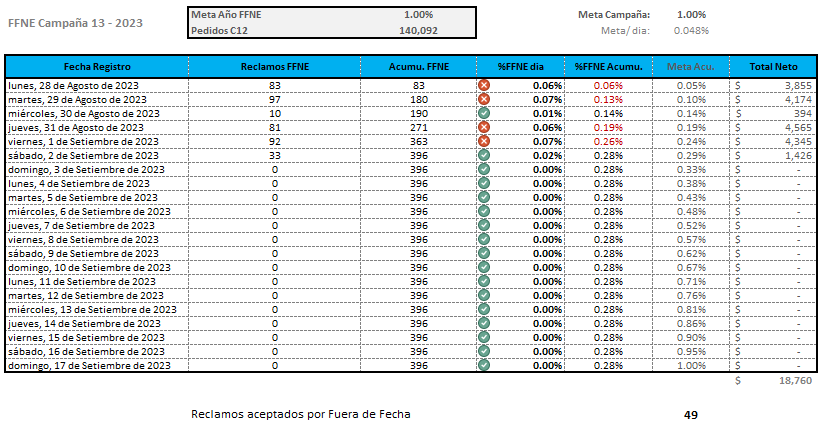 FFNE Campaña 13 - 2023
Meta Año FFNE 1.00%
Pedidos C12 140,092
Meta Campaña: 1.00%
Meta/dia: 0.048%
Fecha Registro Reclamos FFNE Acumu. FFNE %FFNE dia %FFNE Acumu. Meta Acu. Total Neto
lunes, 28 de Agosto de 2023 83 83 0.06% 0.06% 0.05% $ 3,855
martes, 29 de Agosto de 2023 97 180 0.07% 0.13% 0.10% $ 4,174
miércoles, 30 de Agosto de 2023 10 190 0.01% 0.14% 0.14% $ 394
jueves, 31 de Agosto de 2023 81 271 0.06% 0.19% 0.19% $ 4,565
viernes, 1 de Setiembre de 2023 92 363 0.07% 0.26% 0.24% $ 4,345
sábado, 2 de Setiembre de 2023 33 396 0.02% 0.28% 0.29% $ 1,426
domingo, 3 de Setiembre de 2023 0 396 0.00% 0.28% 0.33% $ -
lunes, 4 de Setiembre de 2023 0 396 0.00% 0.28% 0.38% $ -
martes, 5 de Setiembre de 2023 0 396 0.00% 0.28% 0.43% $ -
miércoles, 6 de Setiembre de 2023 0 396 0.00% 0.28% 0.48% $ -
jueves, 7 de Setiembre de 2023 0 396 0.00% 0.28% 0.52% $ -
viernes, 8 de Setiembre de 2023 0 396 0.00% 0.28% 0.57% $ -
sábado, 9 de Setiembre de 2023 0 396 0.00% 0.28% 0.62% $ -
domingo, 10 de Setiembre de 2023 0 396 0.00% 0.28% 0.67% $ -
lunes, 11 de Setiembre de 2023 0 396 0.00% 0.28% 0.71% $ -
martes, 12 de Setiembre de 2023 0 396 0.00% 0.28% 0.76% $ -
miércoles, 13 de Setiembre de 2023 0 396 0.00% 0.28% 0.81% $ -
jueves, 14 de Setiembre de 2023 0 396 0.00% 0.28% 0.86% $ -
viernes, 15 de Setiembre de 2023 0 396 0.00% 0.28% 0.90% $ -
sábado, 16 de Setiembre de 2023 0 396 0.00% 0.28% 0.95% $ -
domingo, 17 de Setiembre de 2023 0 396 0.00% 0.28% 1.00% $ -
$ 18,760
Reclamos aceptados por Fuera de Fecha 49